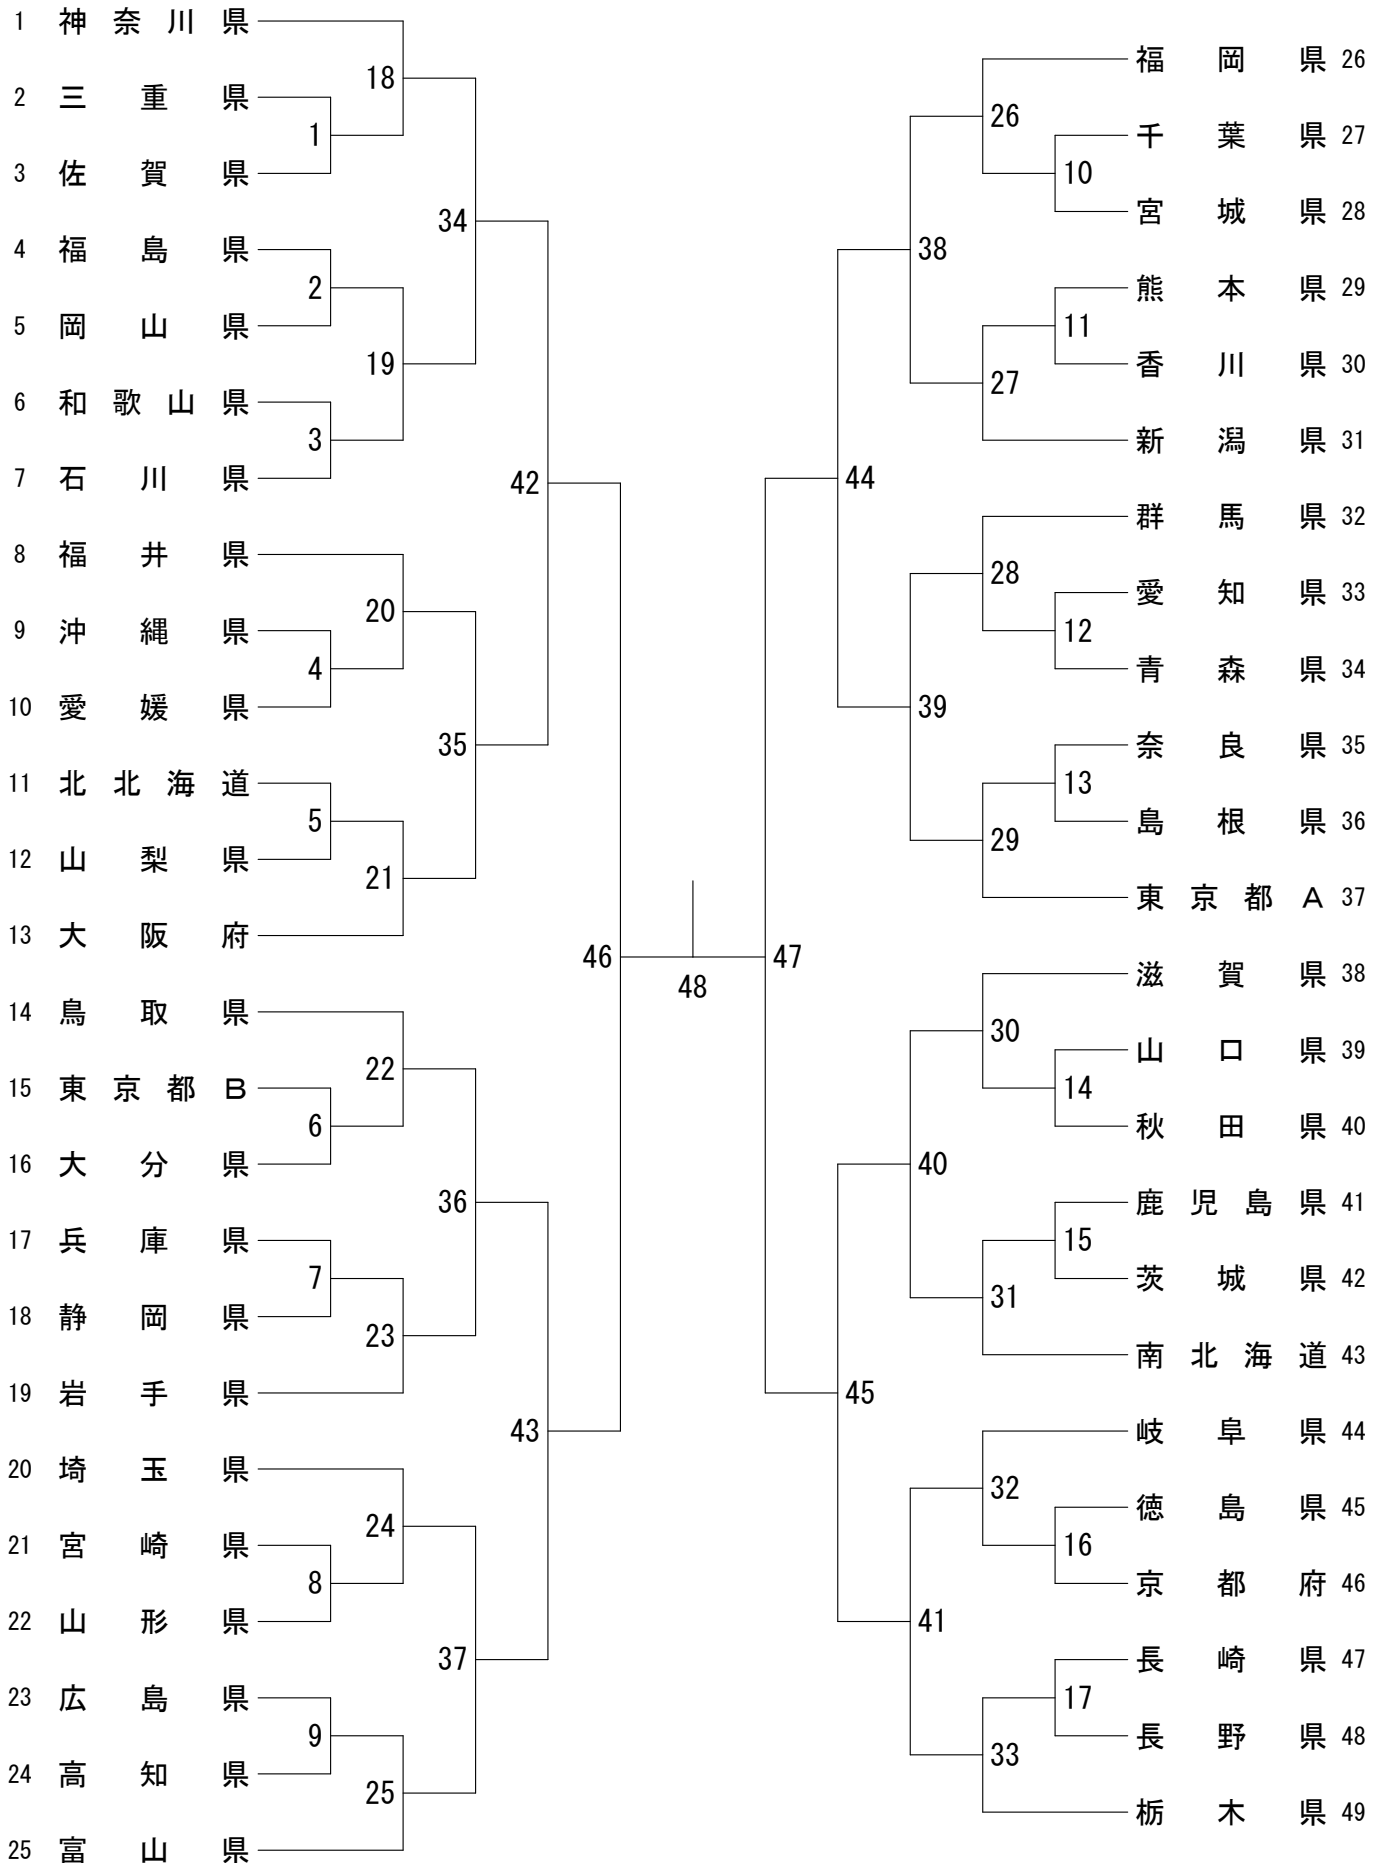 1 神奈川県
2 三重県
3 佐賀県
4 福島県
5 岡山県
6 和歌山県
7 石川県
8 福井県
9 沖縄県
10 愛媛県
11 北北海道
12 山梨県
13 大阪府
14 鳥取県
15 東京都B
16 大分県
17 兵庫県
18 静岡県
19 岩手県
20 埼玉県
21 宮崎県
22 山形県
23 広島県
24 高知県
25 富山県
1
2
3
4
5
6
7
8
9
18
19
20
21
22
23
24
25
34
35
36
37
42
43
46
48
47
44
45
38
39
40
41
26
27
28
29
30
31
32
33
10
11
12
13
14
15
16
17
福岡県 26
千葉県 27
宮城県 28
熊本県 29
香川県 30
新潟県 31
群馬県 32
愛知県 33
青森県 34
奈良県 35
島根県 36
東京都A 37
滋賀県 38
山口県 39
秋田県 40
鹿児島県 41
茨城県 42
南北海道 43
岐阜県 44
徳島県 45
京都府 46
長崎県 47
長野県 48
栃木県 49